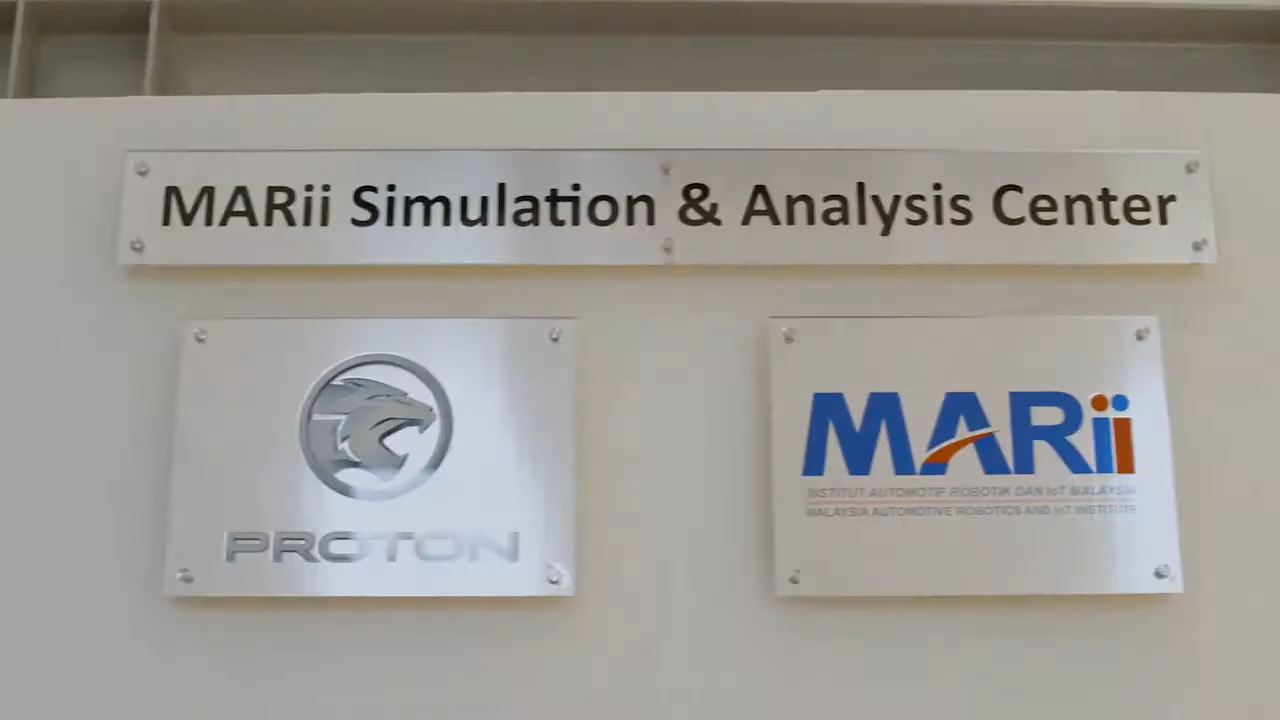 MARii Simulation & Analysis Center
PROTON
MARii
INSTITUT AUTOMOTIF ROBOTIK DAN IoT MALAYSIA
MALAYSIA AUTOMOTIVE ROBOTICS AND IoT INSTITUTE